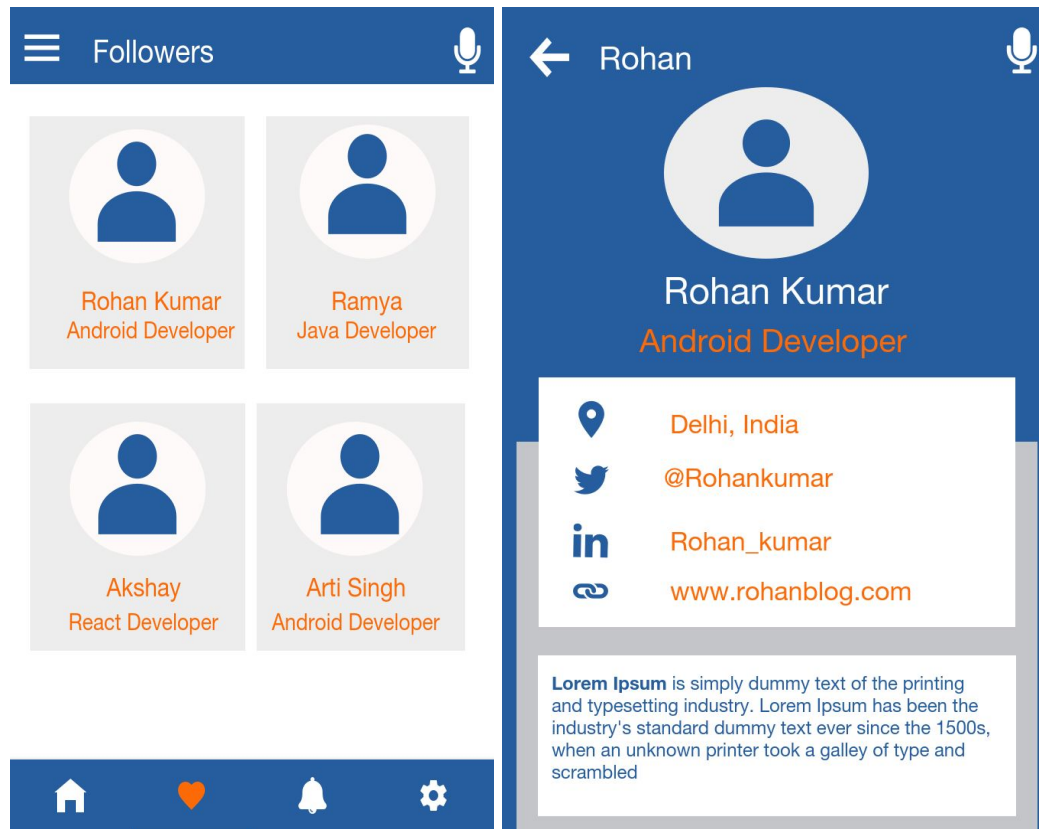 Followers
Rohan Kumar
Android Developer
Ramya
Java Developer
Akshay
React Developer
Arti Singh
Android Developer
Rohan
Rohan Kumar
Android Developer
Delhi, India
@Rohankumar
in
Rohan_kumar
www.rohanblog.com
Lorem Ipsum is simply dummy text of the printing
and typesetting industry. Lorem Ipsum has been the
industry's standard dummy text ever since the 1500s,
when an unknown printer took a galley of type and
scrambled